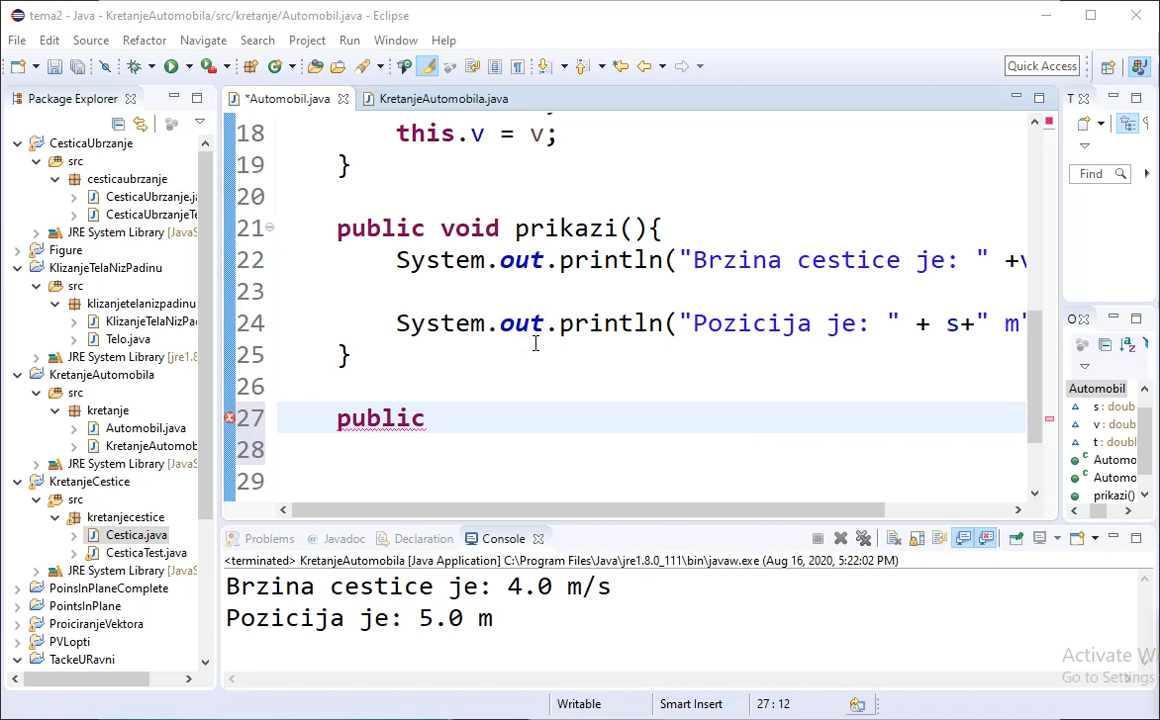 tema2 - Java - KretanjeAutomobila/src/kretanje/Automobil.java - Eclipse
File Edit Source Refactor Navigate Search Project Run Window Help
Quick Access
Package Explorer
*Automobil.java
KretanjeAutomobila.java
T
CesticaUbrzanje
src
cesticaubrzanje
CesticaUbrzanje.ja
CesticaUbrzanjeTe
JRE System Library [JavaS
Figure
KlizanjeTelaNizPadinu
src
klizanjetelanizpadinu
KlizanjeTelaNizPa
Telo.java
JRE System Library [jre1.8
KretanjeAutomobila
src
kretanje
Automobil.java
KretanjeAutomob
JRE System Library [JavaS
KretanjeCestice
src
kretanjecestice
Cestica.java
CesticaTest.java
JRE System Library [JavaS
PoinsInPlaneComplete
PointsInPlane
ProiciranjeVektora
PVLopti
TackeURavni
18 this.v = v;
19 }
20
21 public void prikazi(){
22 System.out.println("Brzina cestice je: " +v
23
24 System.out.println("Pozicija je: " + s+" m"
25 }
26
27 public
28
29
Find
O
Automobil
s : doub
v : doub
t : doubl
Automo
Automo
prikazi()
Problems @ Javadoc Declaration Console
<terminated> KretanjeAutomobila [Java Application] C:\Program Files\Java\jre1.8.0_111\bin\javaw.exe (Aug 16, 2020, 5:22:02 PM)
Brzina cestice je: 4.0 m/s
Pozicija je: 5.0 m
Activate W
Go to Settings
Writable Smart Insert 27 : 12